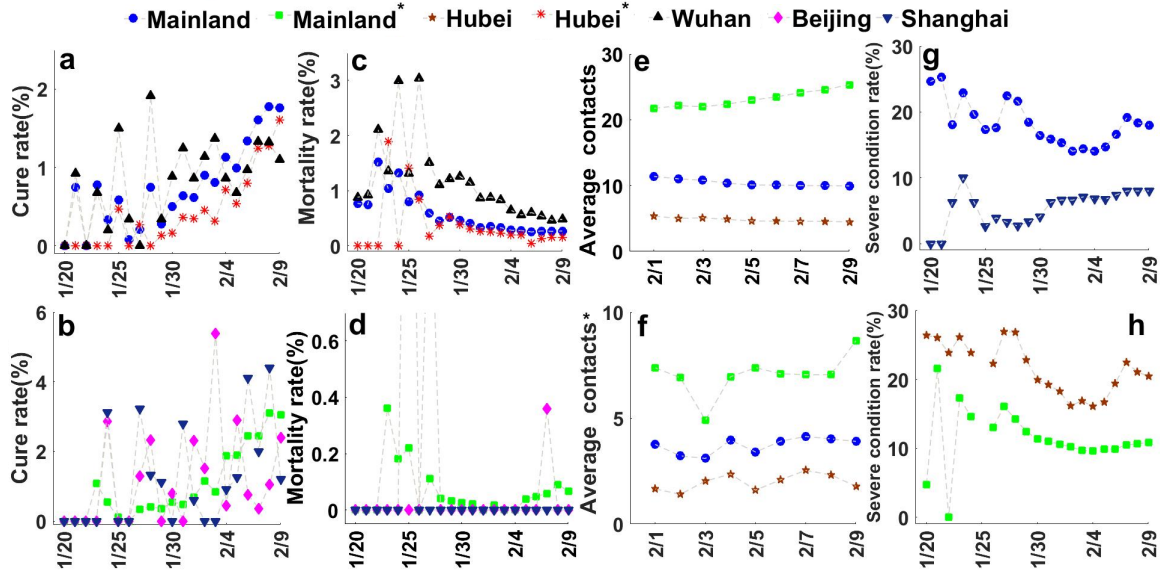 Mainland Mainland* Hubei Hubei* Wuhan Beijing Shanghai
a
Cure rate(%)
2
1
0
1/20 1/25 1/30 2/4 2/9
c
Mortality rate(%)
3
2
1
0
1/20 1/25 1/30 2/4 2/9
e
Average contacts
30
20
10
0
2/1 2/3 2/5 2/7 2/9
g
Severe condition rate(%)
30
20
10
0
1/20 1/25 1/30 2/4 2/9
b
Cure rate(%)
6
4
2
0
1/20 1/25 1/30 2/4 2/9
d
Mortality rate(%)
0.6
0.4
0.2
0
1/20 1/25 1/30 2/4 2/9
f
Average contacts*
10
5
0
2/1 2/3 2/5 2/7 2/9
h
Severe condition rate(%)
30
20
10
0
1/20 1/25 1/30 2/4 2/9